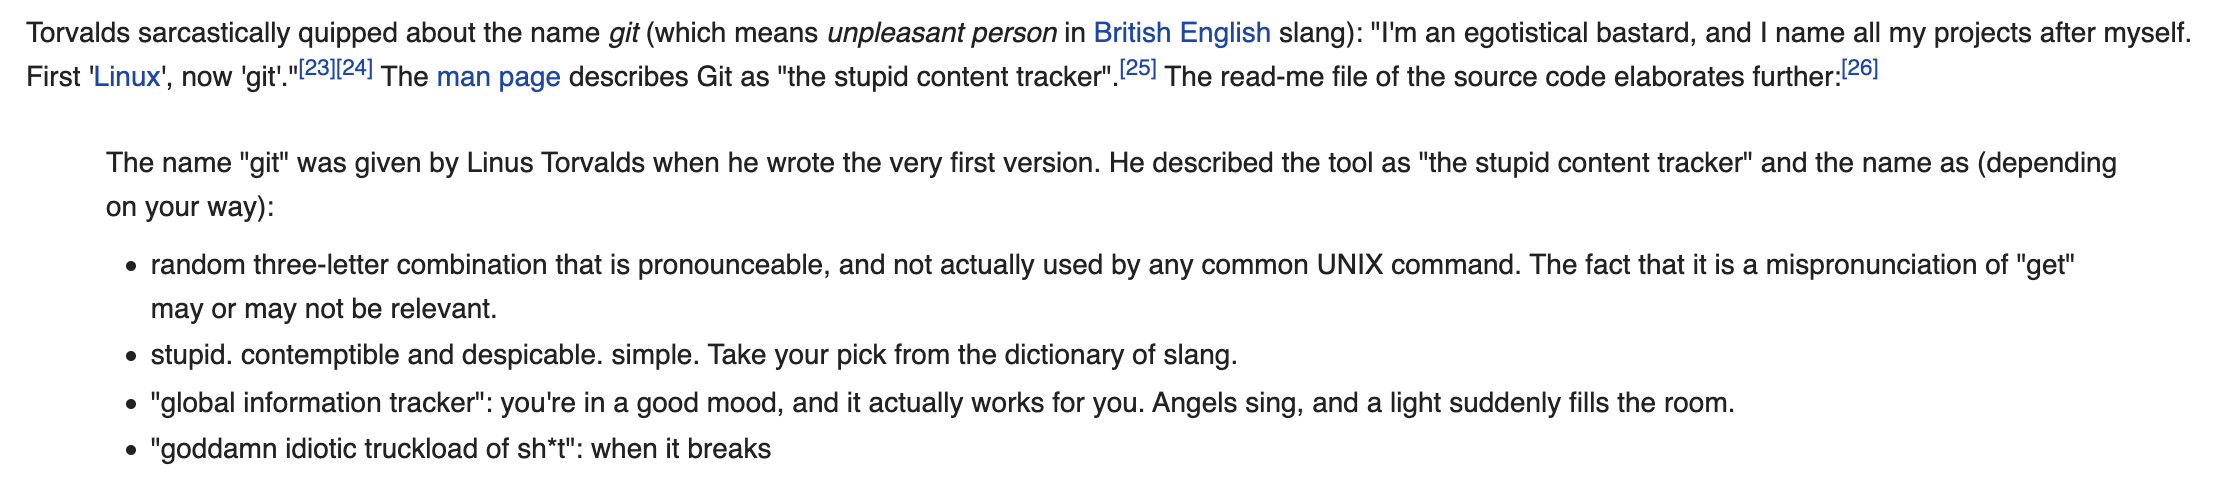 Torvalds sarcastically quipped about the name git (which means unpleasant person in British English slang): "I'm an egotistical bastard, and I name all my projects after myself.
First 'Linux', now 'git'."[23][24] The man page describes Git as "the stupid content tracker".[25] The read-me file of the source code elaborates further:[26]
The name "git" was given by Linus Torvalds when he wrote the very first version. He described the tool as "the stupid content tracker" and the name as (depending
on your way):
• random three-letter combination that is pronounceable, and not actually used by any common UNIX command. The fact that it is a mispronunciation of "get"
may or may not be relevant.
• stupid. contemptible and despicable. simple. Take your pick from the dictionary of slang.
• "global information tracker": you're in a good mood, and it actually works for you. Angels sing, and a light suddenly fills the room.
• "goddamn idiotic truckload of sh*t": when it breaks